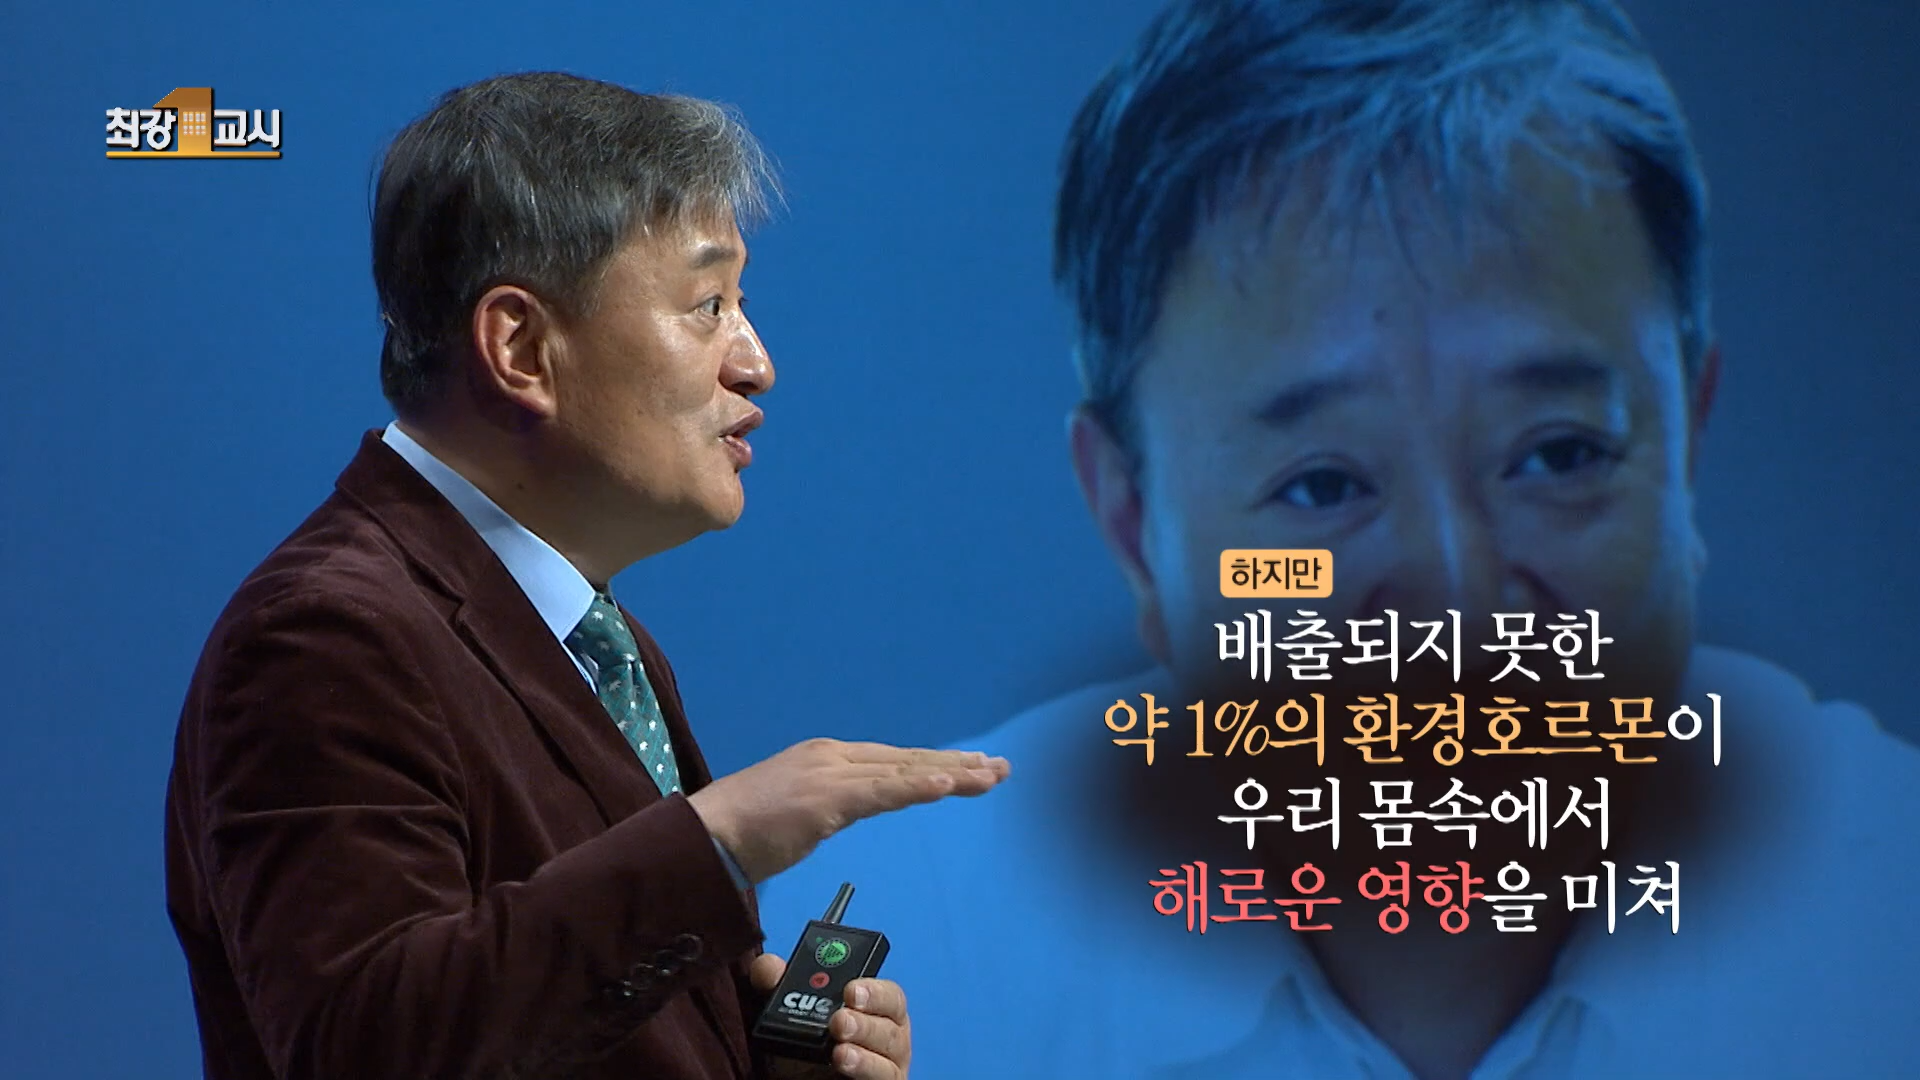 최강1교시
하지만
배출되지 못한
약 1%의 환경호르몬이
우리 몸속에서
해로운 영향을 미쳐
cue